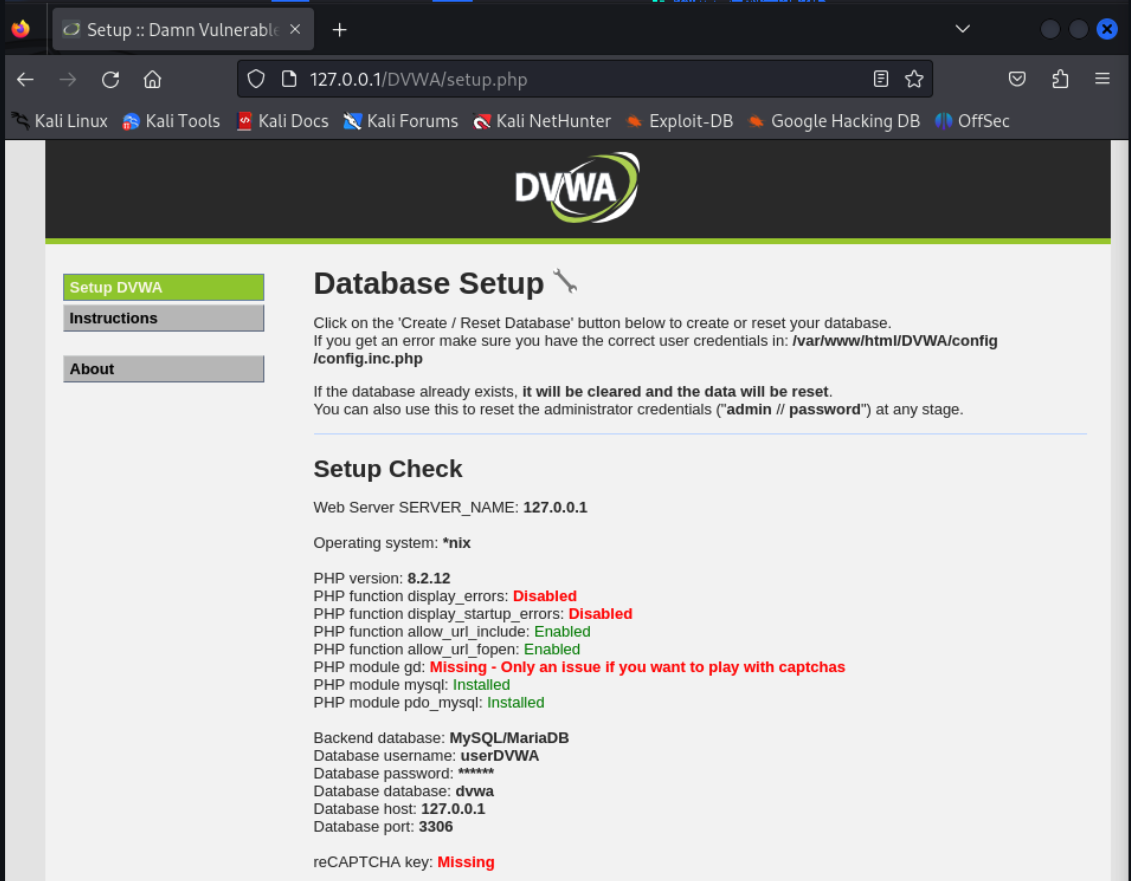 Setup :: Damn Vulnerable
127.0.0.1/DVWA/setup.php
Kali Linux Kali Tools Kali Docs Kali Forums Kali NetHunter Exploit-DB Google Hacking DB OffSec
DVWA
Setup DVWA
Instructions
About
Database Setup
Click on the 'Create / Reset Database' button below to create or reset your database.
If you get an error make sure you have the correct user credentials in: /var/www/html/DVWA/config
/config.inc.php
If the database already exists, it will be cleared and the data will be reset.
You can also use this to reset the administrator credentials ("admin // password") at any stage.
Setup Check
Web Server SERVER_NAME: 127.0.0.1
Operating system: *nix
PHP version: 8.2.12
PHP function display_errors: Disabled
PHP function display_startup_errors: Disabled
PHP function allow_url_include: Enabled
PHP function allow_url_fopen: Enabled
PHP module gd: Missing - Only an issue if you want to play with captchas
PHP module mysql: Installed
PHP module pdo_mysql: Installed
Backend database: MySQL/MariaDB
Database username: userDVWA
Database password: ******
Database database: dvwa
Database host: 127.0.0.1
Database port: 3306
reCAPTCHA key: Missing